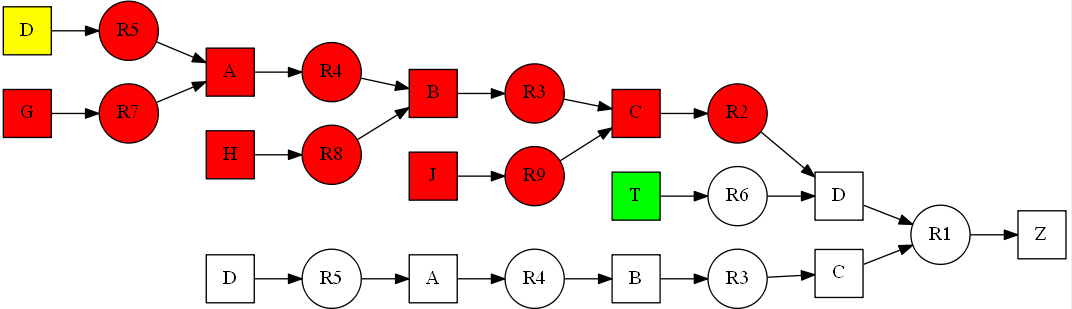 D R5
A R4
G R7
B R3
H R8
C R2
J R9
T R6 D
R1 Z
D R5 A R4 B R3 C